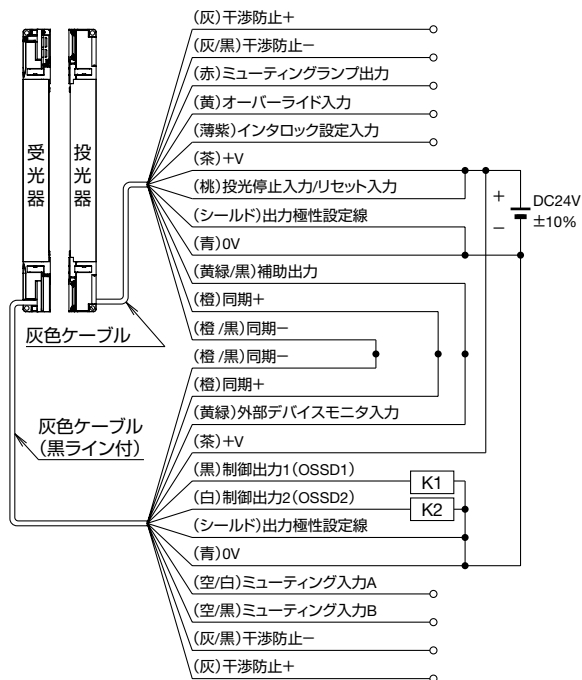 (灰)干渉防止+
(灰/黒)干渉防止−
(赤)ミューティングランプ出力
(黄)オーバーライド入力
(薄紫)インタロック設定入力
(茶)+V
(桃)投光停止入力/リセット入力
(シールド)出力極性設定線
(青)0V
(黄緑/黒)補助出力
(橙)同期+
(橙/黒)同期−
受光器
投光器
+
−
DC24V
±10%
灰色ケーブル
灰色ケーブル
(黒ライン付)
(橙/黒)同期−
(橙)同期+
(黄緑)外部デバイスモニタ入力
(茶)+V
(黒)制御出力1(OSSD1)
K1
(白)制御出力2(OSSD2)
K2
(シールド)出力極性設定線
(青)0V
(空/白)ミューティング入力A
(空/黒)ミューティング入力B
(灰/黒)干渉防止−
(灰)干渉防止+